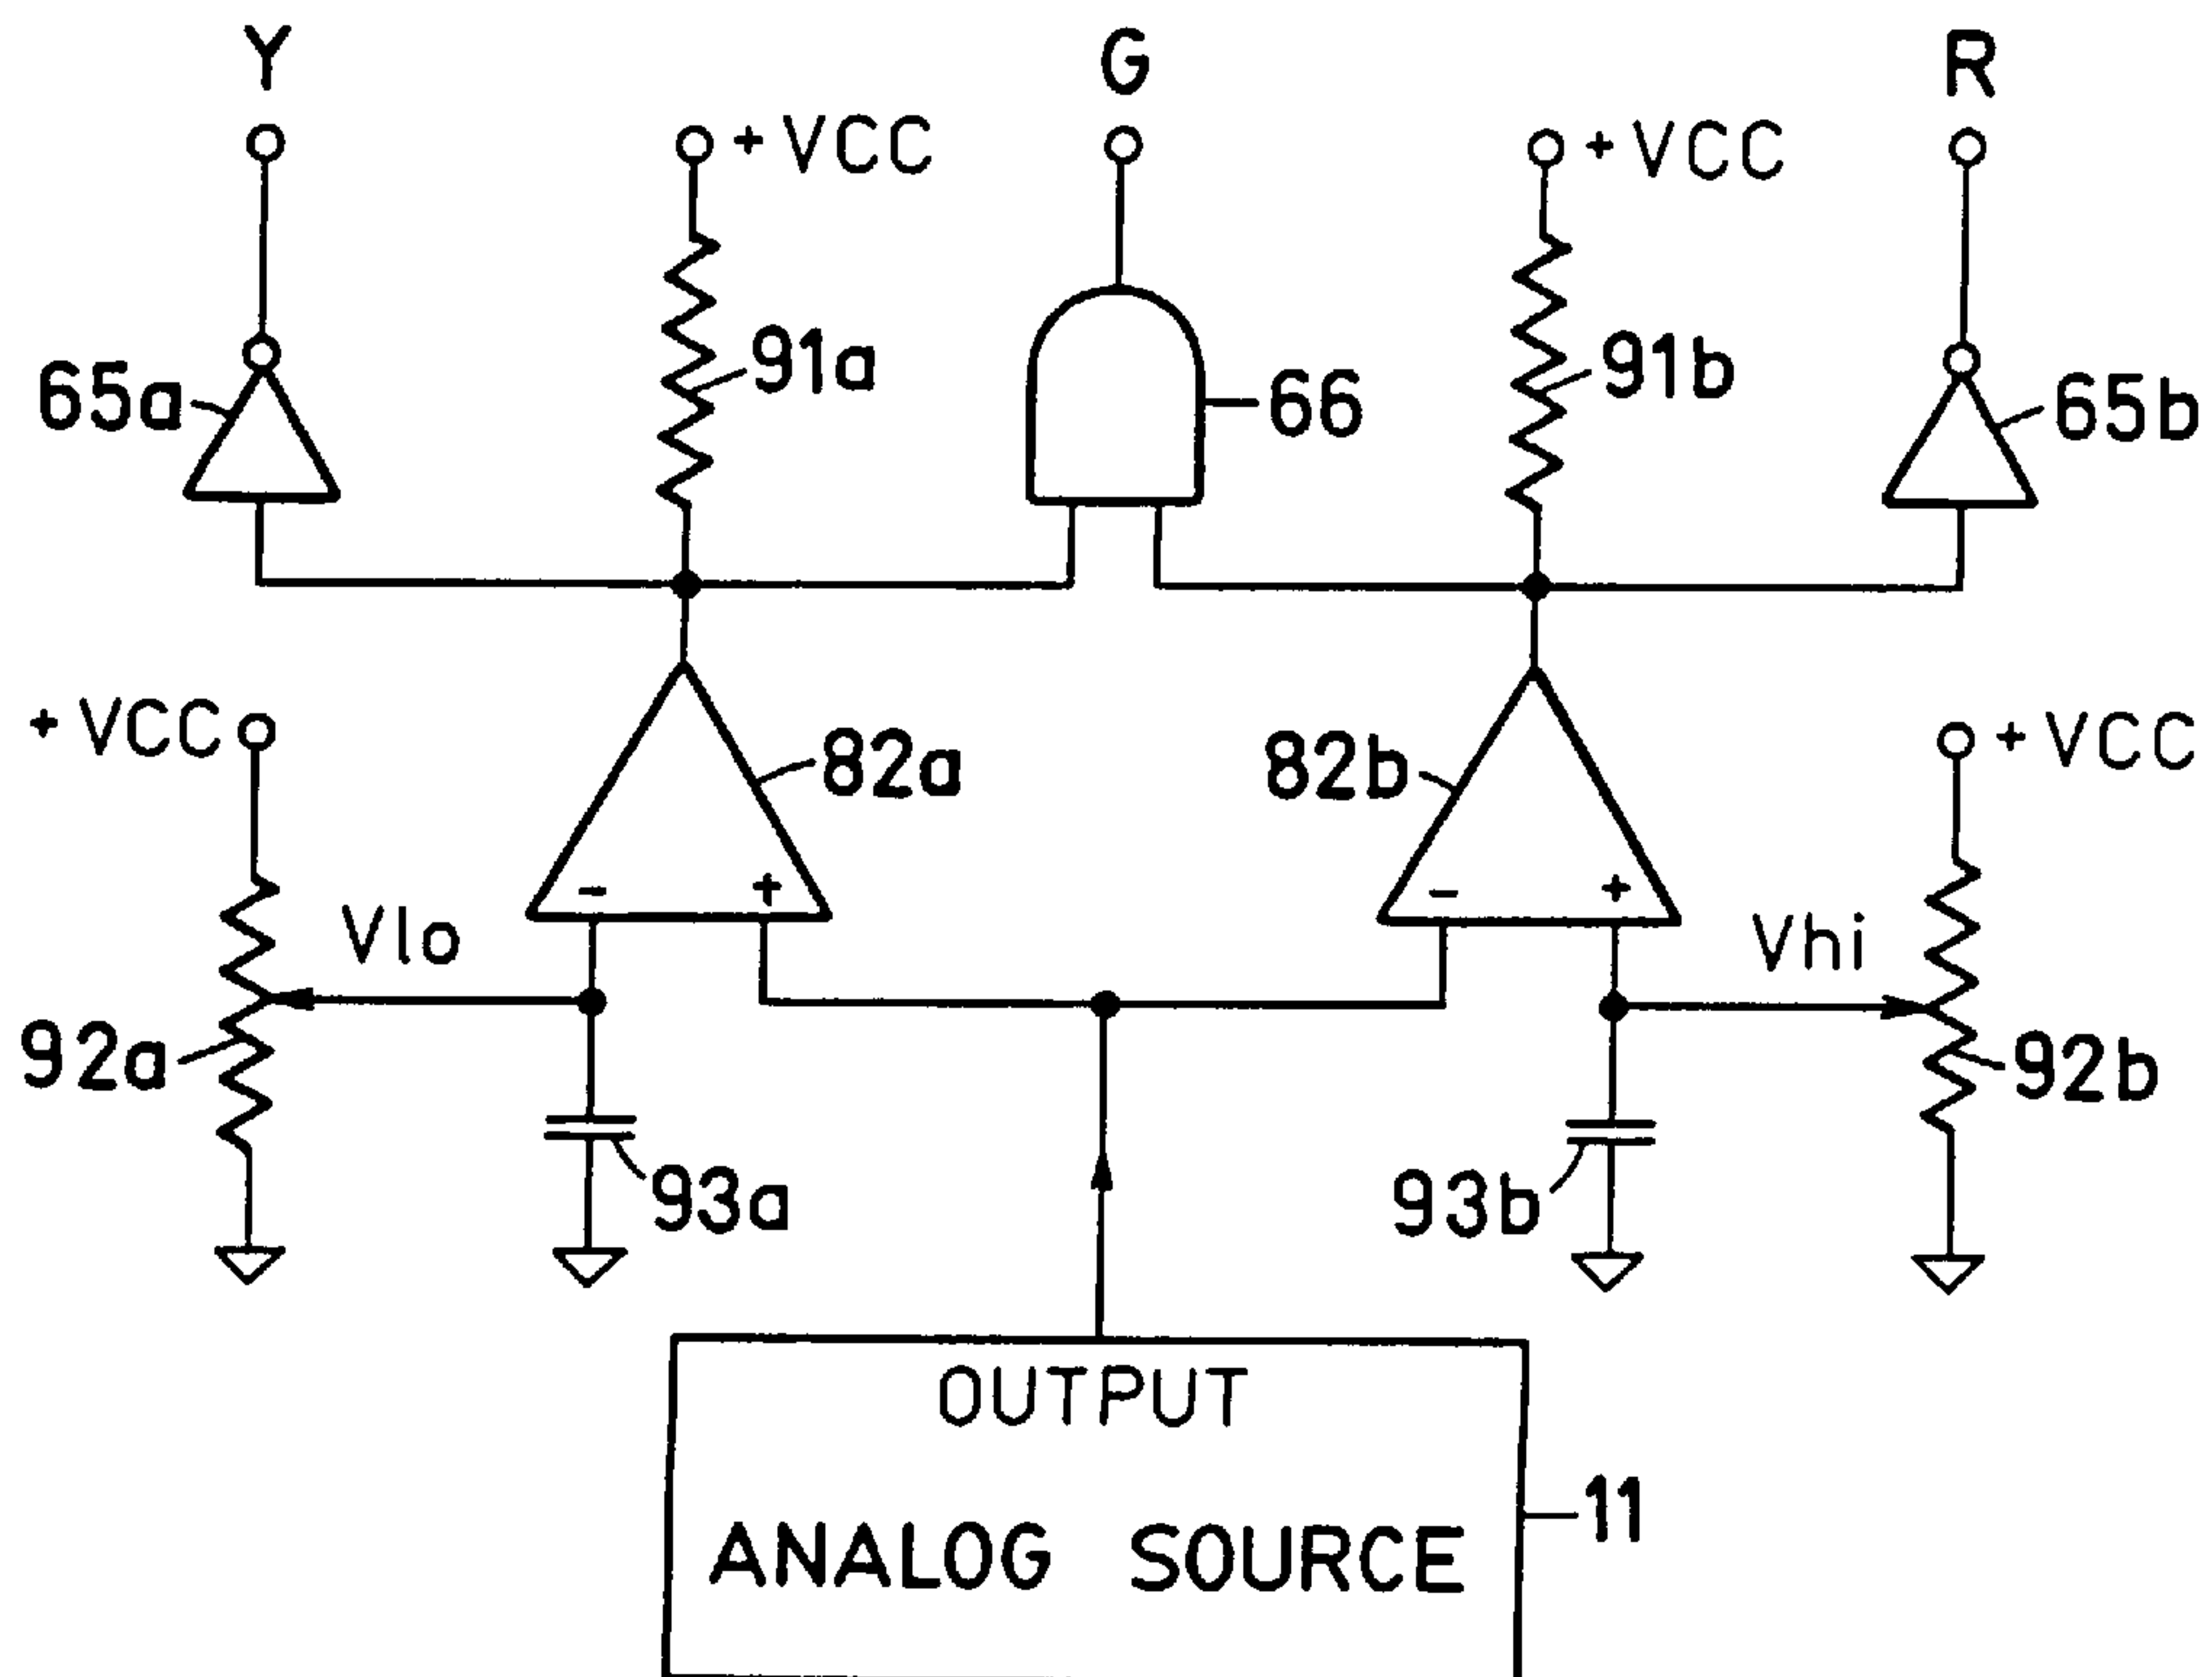 Y G R
+VCC +VCC
65a 91a 66 91b 65b
+VCC 82a 82b +VCC
- + - +
Vlo Vhi
92a 92b
93a 93b
OUTPUT
ANALOG SOURCE 11